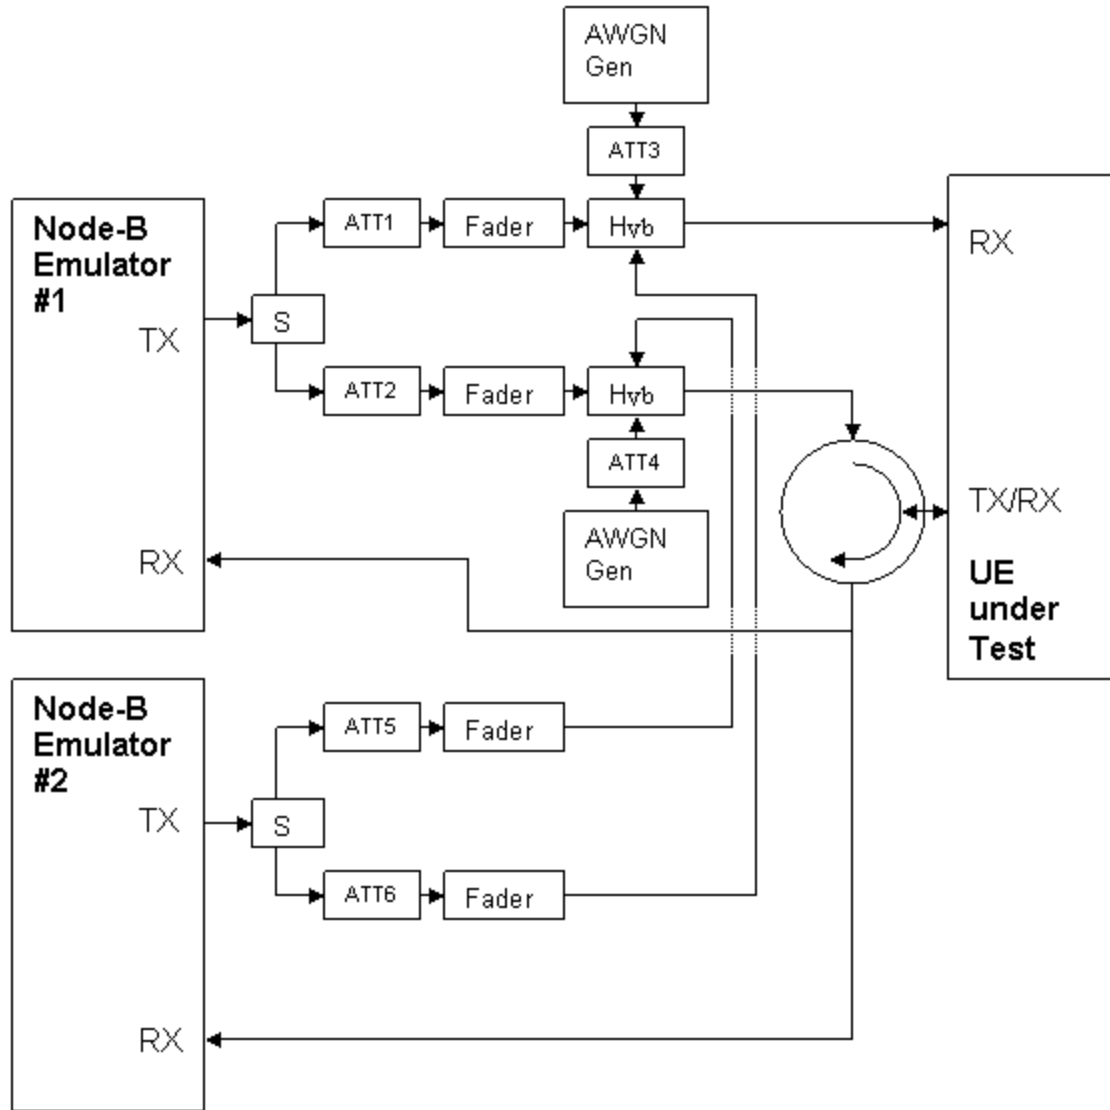 AWGN
Gen
ATT3
Node-B
Emulator
#1
TX
RX
S
ATT1
Fader
Hyb
RX
ATT2
Fader
Hyb
ATT4
AWGN
Gen
TX/RX
UE
under
Test
Node-B
Emulator
#2
TX
RX
S
ATT5
Fader
ATT6
Fader